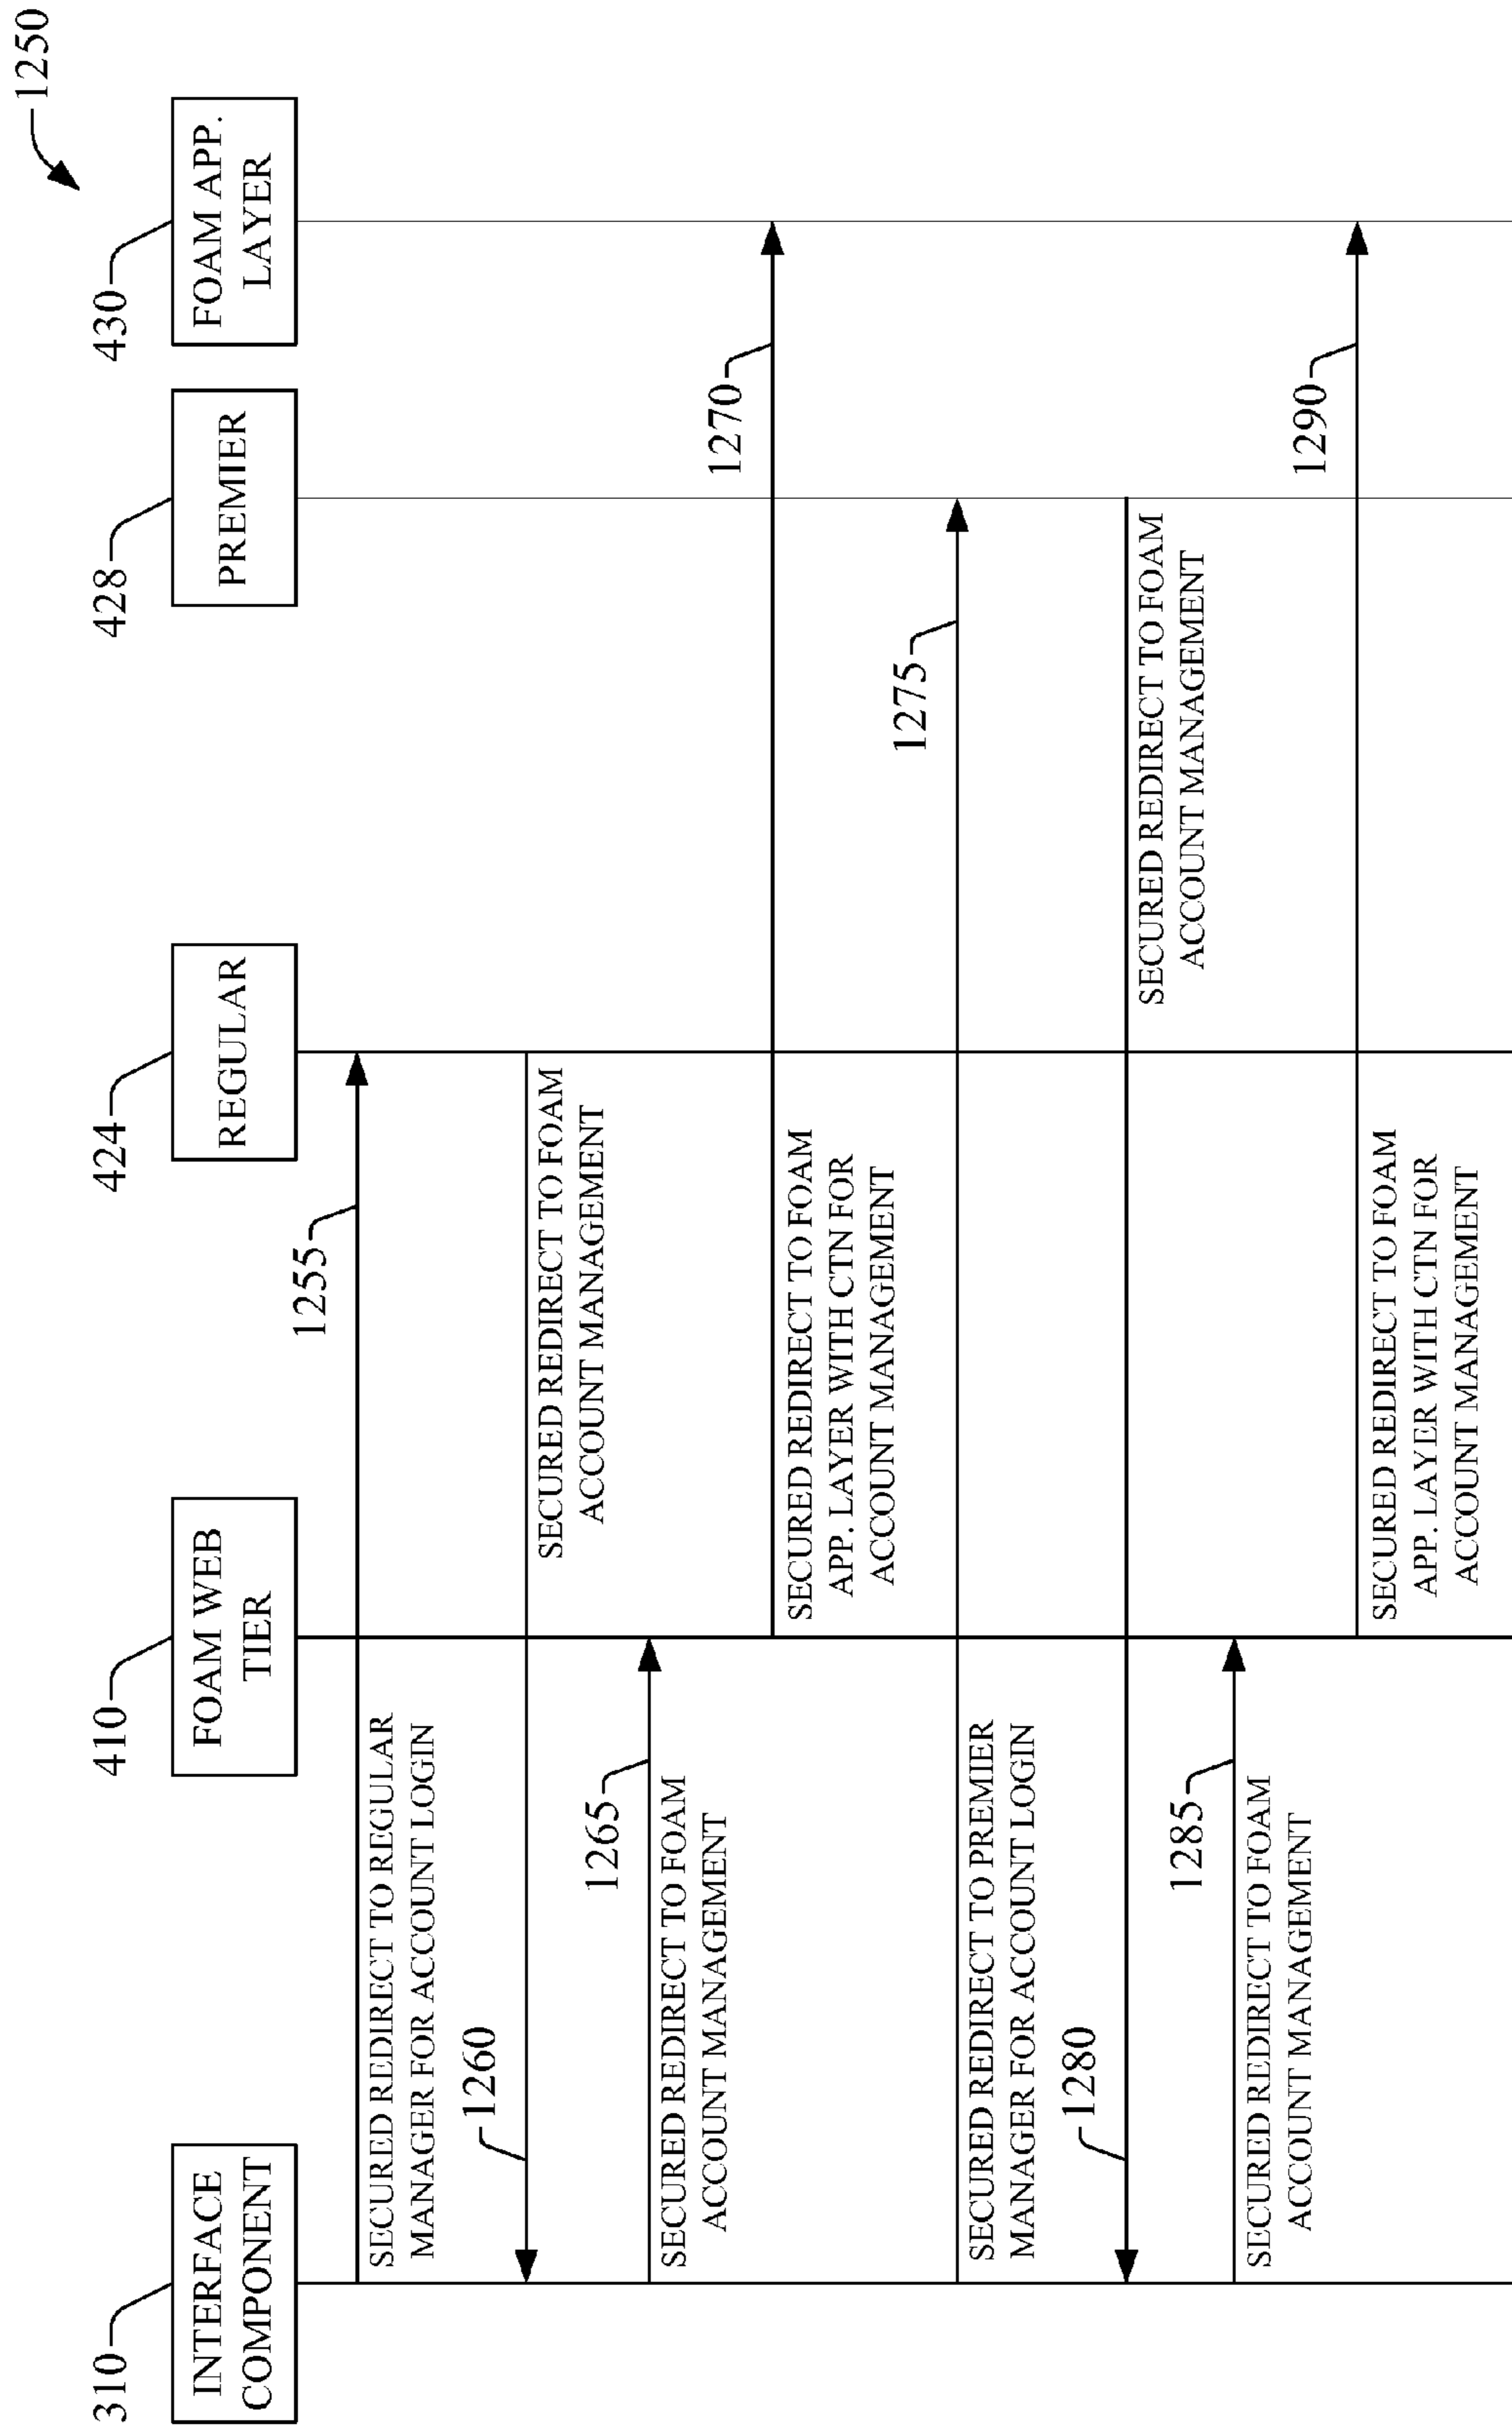 1250
310
410
424
428
430
INTERFACE
COMPONENT
FOAM WEB
TIER
REGULAR
PREMIER
FOAM APP.
LAYER
1255
SECURED REDIRECT TO REGULAR
MANAGER FOR ACCOUNT LOGIN
1260
SECURED REDIRECT TO FOAM
ACCOUNT MANAGEMENT
1265
SECURED REDIRECT TO FOAM
ACCOUNT MANAGEMENT
1270
SECURED REDIRECT TO FOAM
APP. LAYER WITH CTN FOR
ACCOUNT MANAGEMENT
1275
SECURED REDIRECT TO PREMIER
MANAGER FOR ACCOUNT LOGIN
1280
SECURED REDIRECT TO FOAM
ACCOUNT MANAGEMENT
1285
SECURED REDIRECT TO FOAM
ACCOUNT MANAGEMENT
1290
SECURED REDIRECT TO FOAM
APP. LAYER WITH CTN FOR
ACCOUNT MANAGEMENT